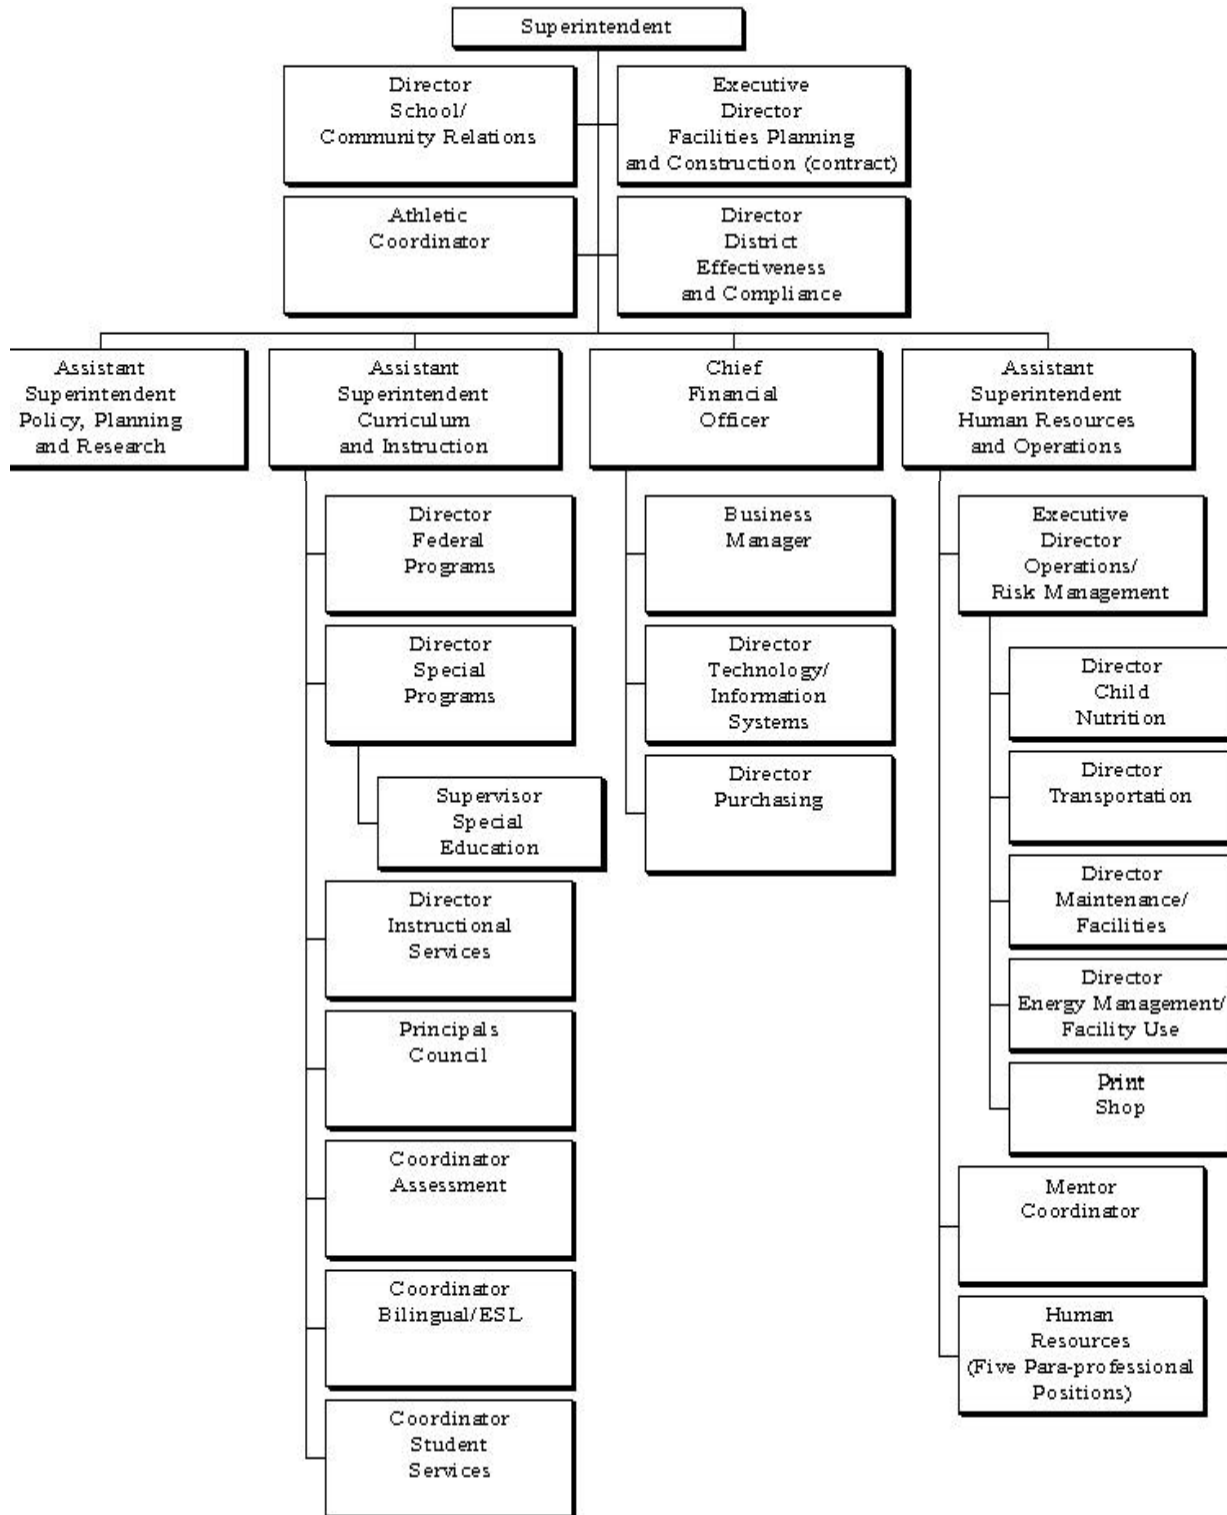 Superintendent
Director
School/
Community Relations
Executive
Director
Facilities Planning
and Construction (contract)
Athletic
Coordinator
Director
District
Effectiveness
and Compliance
Assistant
Superintendent
Policy, Planning
and Research
Assistant
Superintendent
Curriculum
and Instruction
Chief
Financial
Officer
Assistant
Superintendent
Human Resources
and Operations
Director
Federal
Programs
Director
Special
Programs
Supervisor
Special
Education
Director
Instructional
Services
Principals
Council
Coordinator
Assessment
Coordinator
Bilingual/ESL
Coordinator
Student
Services
Business
Manager
Director
Technology/
Information
Systems
Director
Purchasing
Executive
Director
Operations/
Risk Management
Director
Child
Nutrition
Director
Transportation
Director
Maintenance/
Facilities
Director
Energy Management/
Facility Use
Print
Shop
Mentor
Coordinator
Human
Resources
(Five Para-professional
Positions)